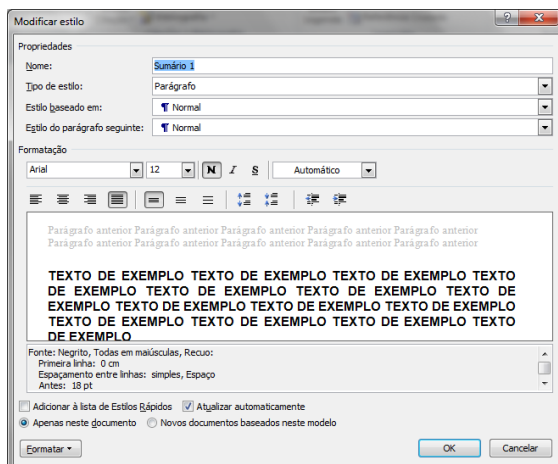 Modificar estilo
Propriedades
Nome: Sumário 1
Tipo de estilo: Parágrafo
Estilo baseado em: ¶ Normal
Estilo do parágrafo seguinte: ¶ Normal
Formatação
Arial 12 N I S Automático
Parágrafo anterior Parágrafo anterior Parágrafo anterior Parágrafo anterior Parágrafo anterior
Parágrafo anterior Parágrafo anterior Parágrafo anterior Parágrafo anterior Parágrafo anterior
TEXTO DE EXEMPLO TEXTO DE EXEMPLO TEXTO DE EXEMPLO TEXTO
DE EXEMPLO TEXTO DE EXEMPLO TEXTO DE EXEMPLO TEXTO DE
EXEMPLO TEXTO DE EXEMPLO TEXTO DE EXEMPLO TEXTO DE EXEMPLO
TEXTO DE EXEMPLO TEXTO DE EXEMPLO TEXTO DE EXEMPLO TEXTO
DE EXEMPLO
Fonte: Negrito, Todas em maiúsculas, Recuo:
Primeira linha: 0 cm
Espaçamento entre linhas: simples, Espaço
Antes: 18 pt
Adicionar à lista de Estilos Rápidos Atualizar automaticamente
Apenas neste documento Novos documentos baseados neste modelo
Formatar OK Cancelar